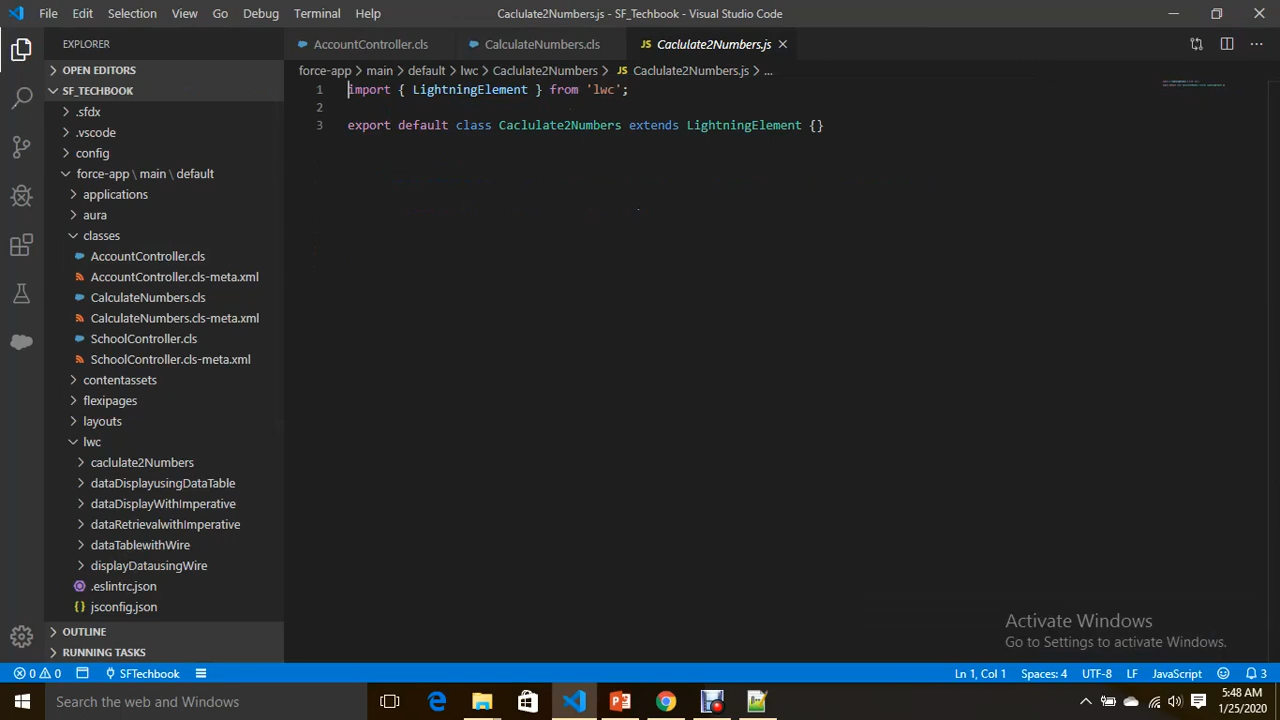 File Edit Selection View Go Debug Terminal Help Caclulate2Numbers.js - SF_Techbook - Visual Studio Code
EXPLORER
AccountController.cls CalculateNumbers.cls JS Caclulate2Numbers.js
OPEN EDITORS
force-app > main > default > lwc > Caclulate2Numbers > JS Caclulate2Numbers.js > ...
SF_TECHBOOK
1 import { LightningElement } from 'lwc';
2
3 export default class Caclulate2Numbers extends LightningElement {}
.sfdx
.vscode
config
force-app \ main \ default
applications
aura
classes
AccountController.cls
AccountController.cls-meta.xml
CalculateNumbers.cls
CalculateNumbers.cls-meta.xml
SchoolController.cls
SchoolController.cls-meta.xml
contentassets
flexipages
layouts
lwc
caclulate2Numbers
dataDisplayusingDataTable
dataDisplayWithImperative
dataRetrievalwithImperative
dataTablewithWire
displayDatausingWire
.eslintrc.json
{} jsconfig.json
OUTLINE
RUNNING TASKS
Activate Windows
Go to Settings to activate Windows.
0 0 SFTechbook Ln 1, Col 1 Spaces: 4 UTF-8 LF JavaScript 3
Search the web and Windows
5:48 AM
1/25/2020